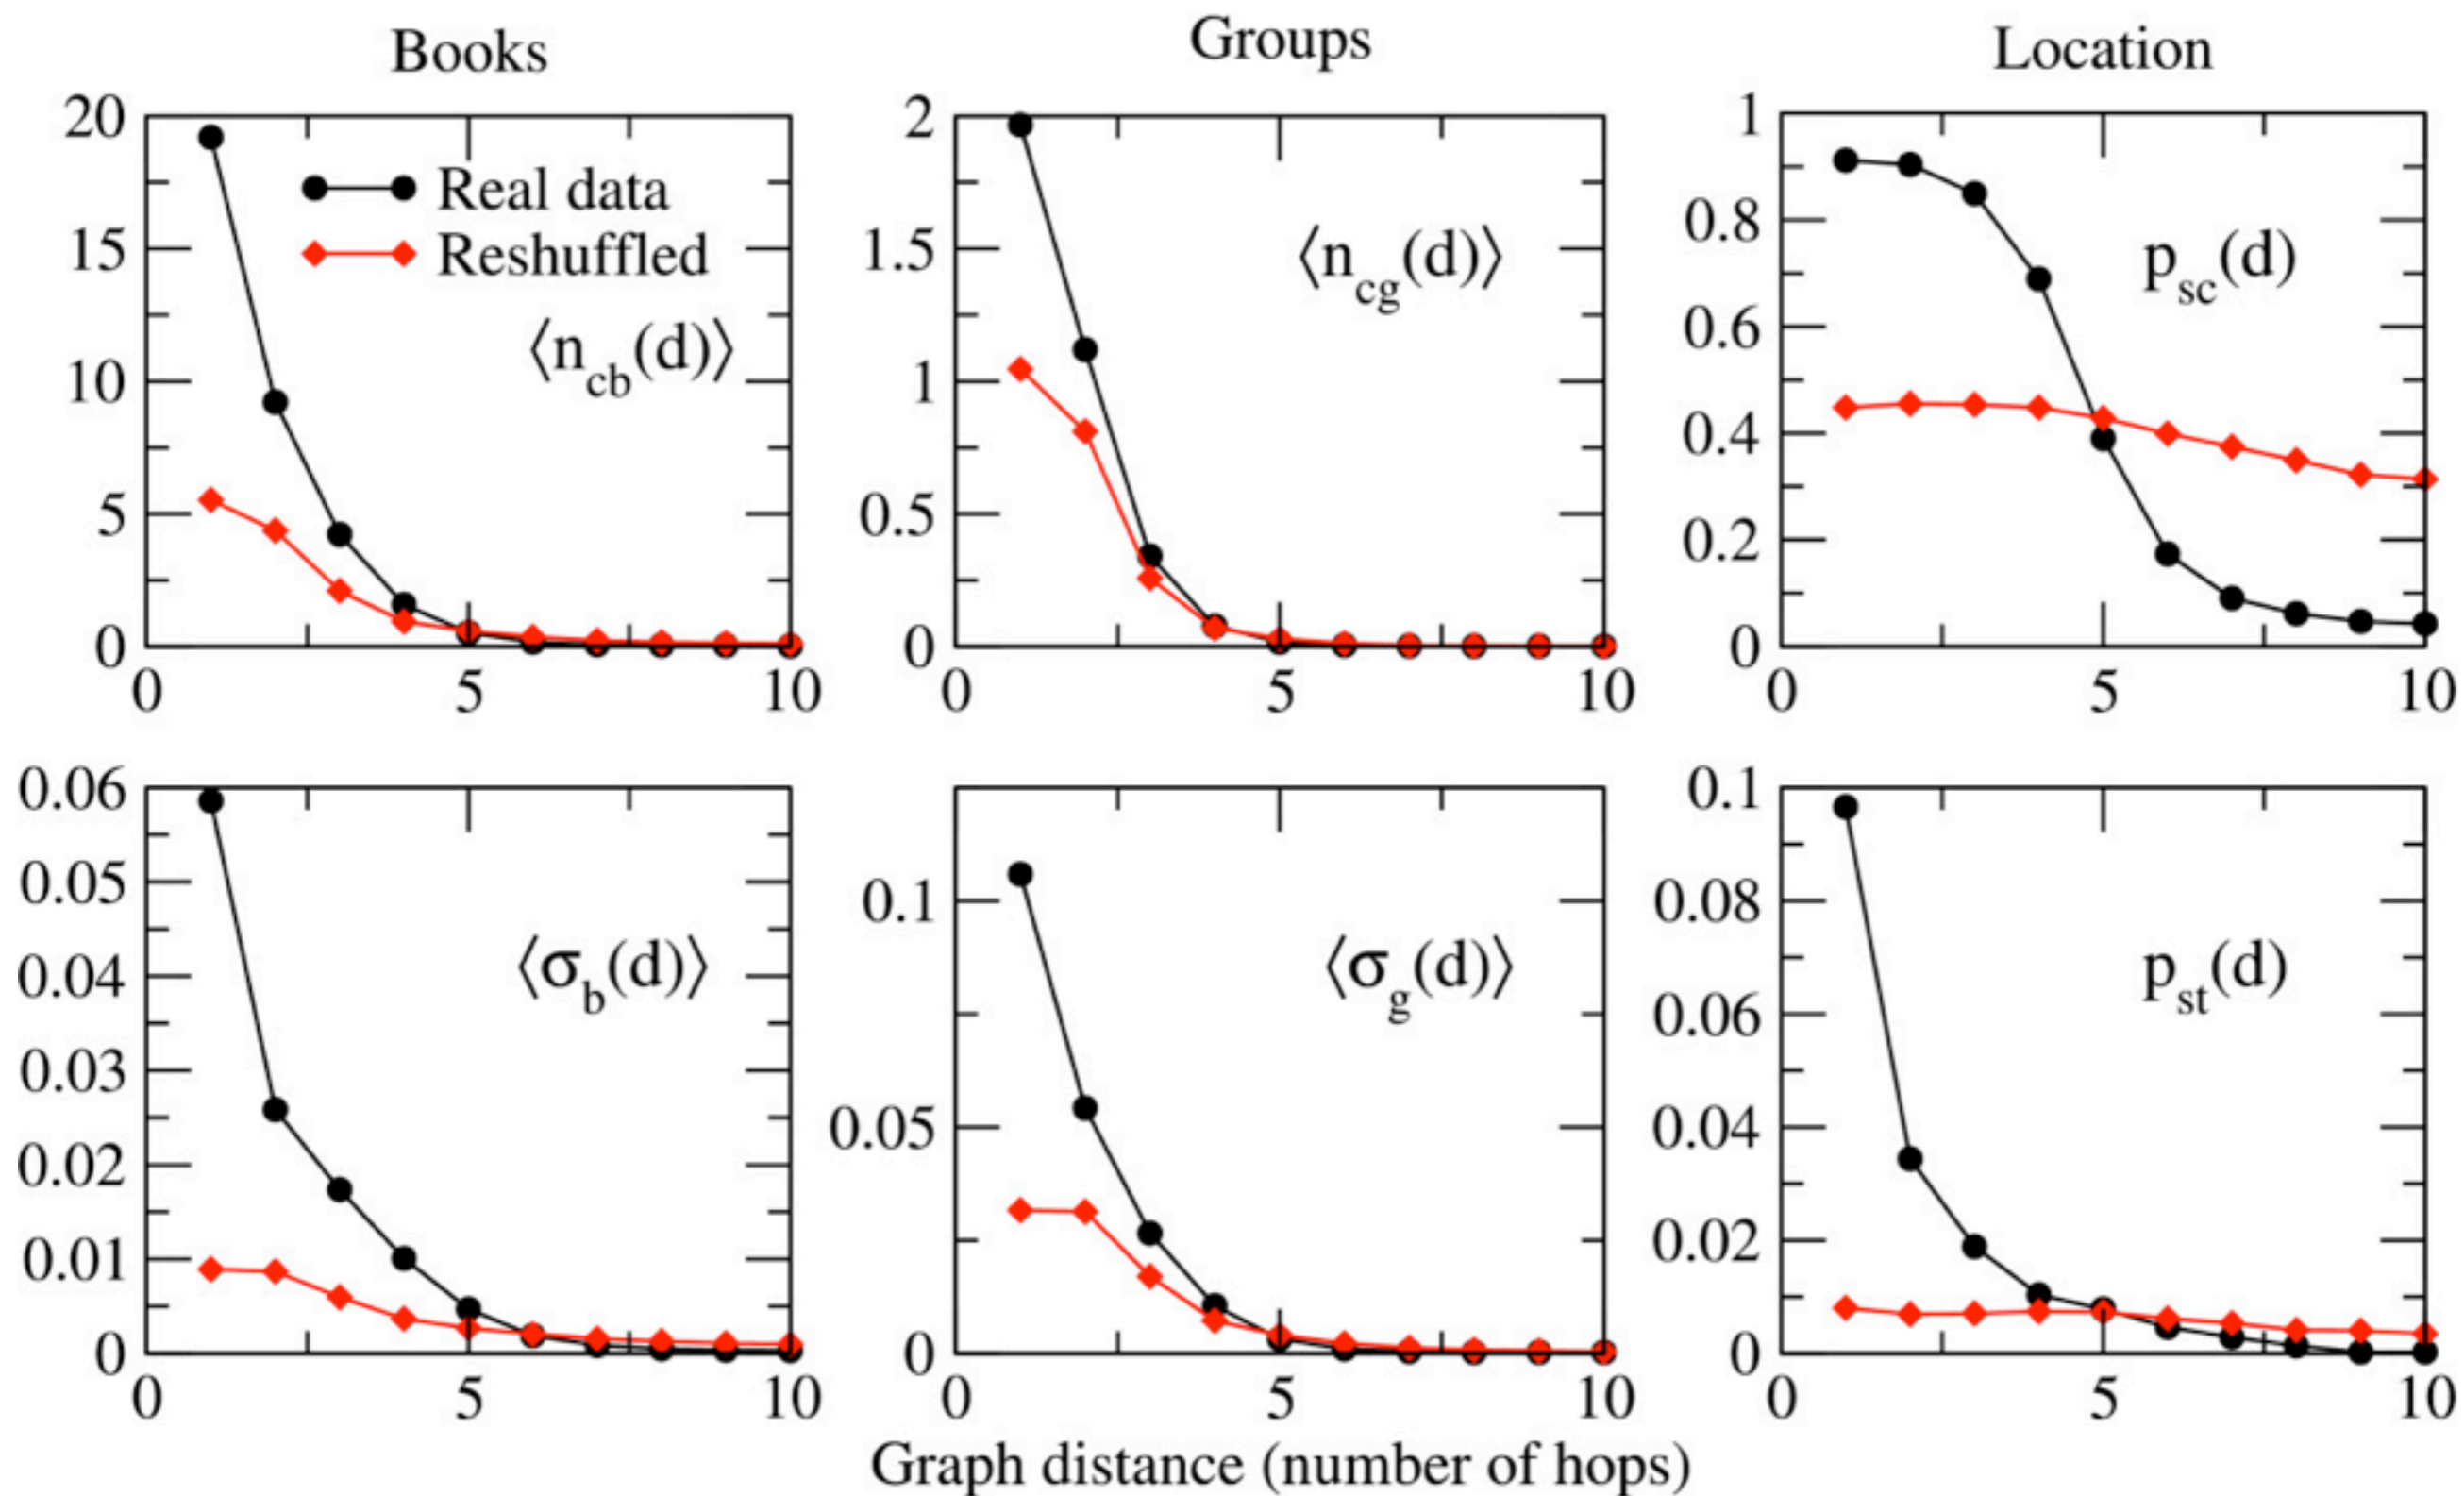 Books
Groups
Location
20
15
10
5
0
0 5 10
Real data
Reshuffled
⟨n_cb(d)⟩
2
1.5
1
0.5
0
0 5 10
⟨n_cg(d)⟩
1
0.8
0.6
0.4
0.2
0
0 5 10
p_sc(d)
0.06
0.05
0.04
0.03
0.02
0.01
0
0 5 10
⟨σ_b(d)⟩
0.1
0.05
0
0 5 10
⟨σ_g(d)⟩
0.1
0.08
0.06
0.04
0.02
0
0 5 10
p_st(d)
Graph distance (number of hops)